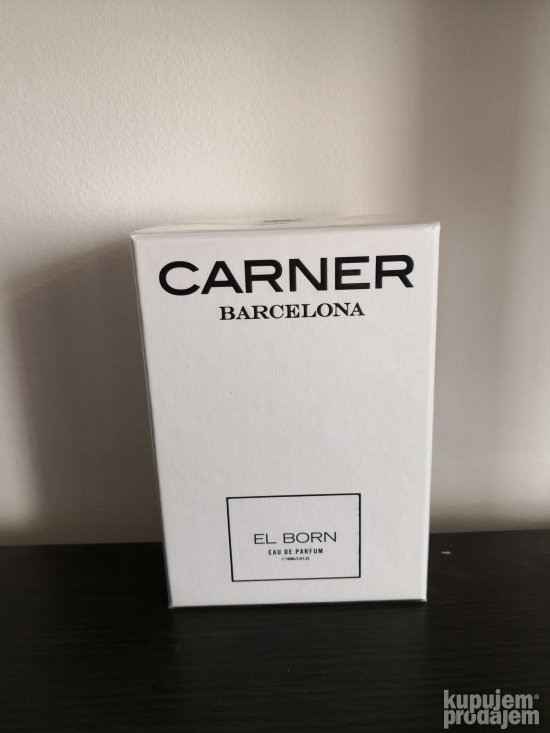 CARNER
BARCELONA
EL BORN
EAU DE PARFUM
kupujem
prodajem